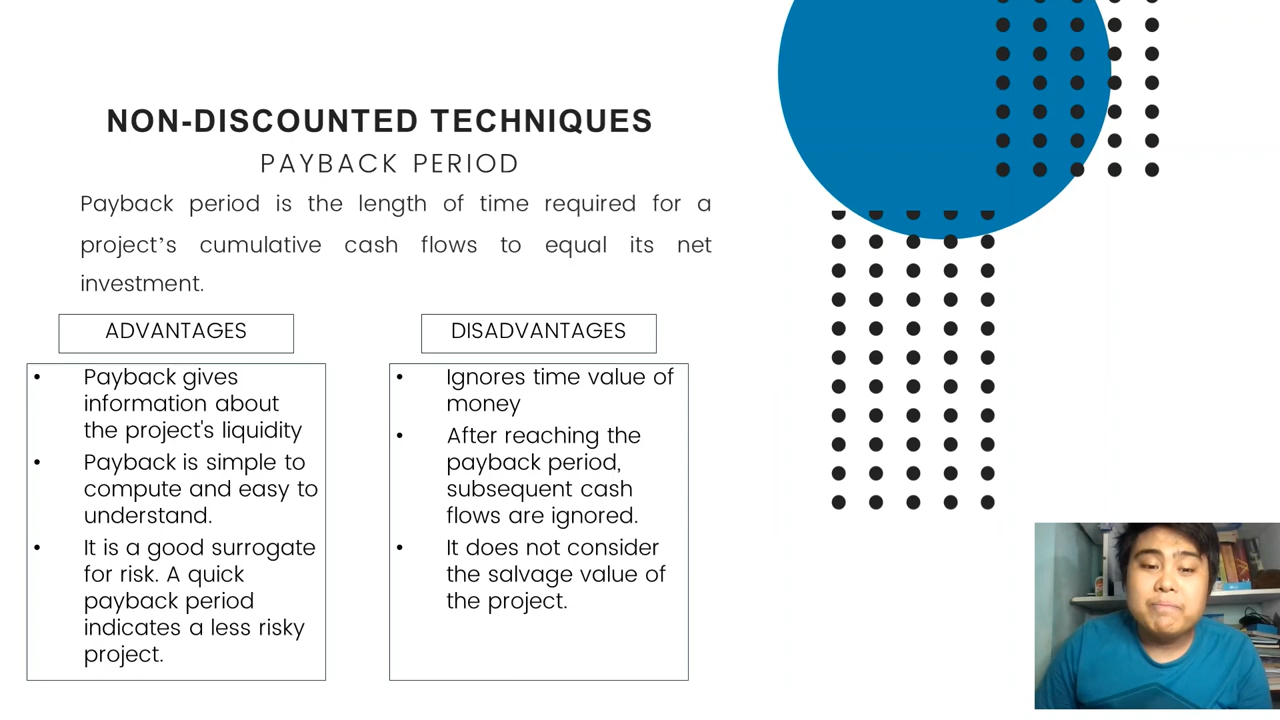 NON-DISCOUNTED TECHNIQUES
PAYBACK PERIOD
Payback period is the length of time required for a
project's cumulative cash flows to equal its net
investment.
ADVANTAGES
• Payback gives
information about
the project's liquidity
• Payback is simple to
compute and easy to
understand.
• It is a good surrogate
for risk. A quick
payback period
indicates a less risky
project.
DISADVANTAGES
• Ignores time value of
money
• After reaching the
payback period,
subsequent cash
flows are ignored.
• It does not consider
the salvage value of
the project.